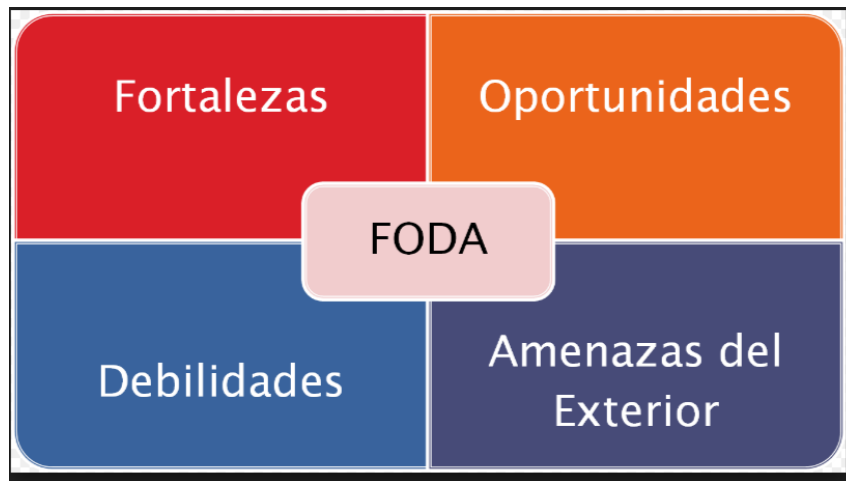 Fortalezas
Oportunidades
FODA
Debilidades
Amenazas del
Exterior